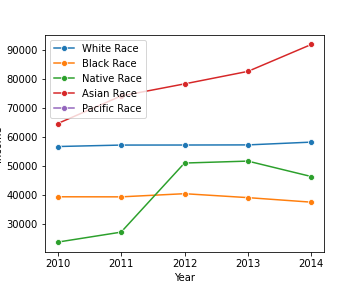 90000
80000
70000
60000
50000
40000
30000
White Race
Black Race
Native Race
Asian Race
Pacific Race
2010 2011 2012 2013 2014
Year